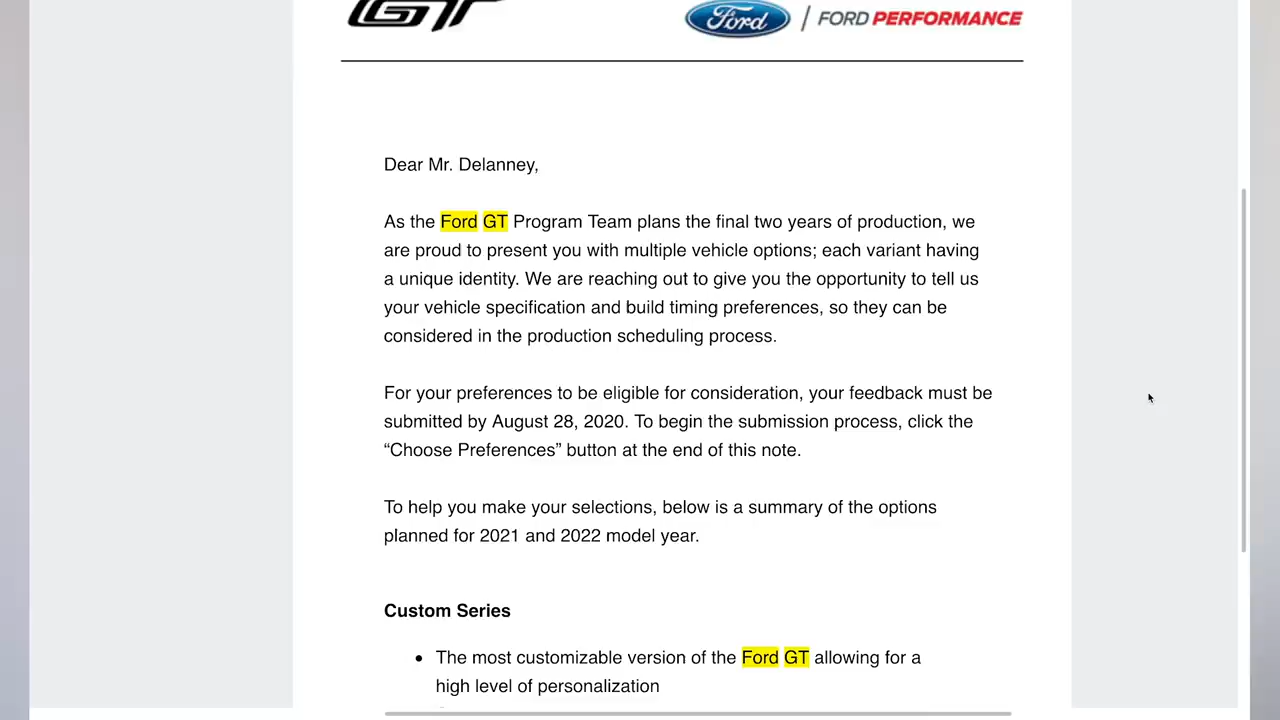 GT
Ford / FORD PERFORMANCE
Dear Mr. Delanney,
As the Ford GT Program Team plans the final two years of production, we
are proud to present you with multiple vehicle options; each variant having
a unique identity. We are reaching out to give you the opportunity to tell us
your vehicle specification and build timing preferences, so they can be
considered in the production scheduling process.
For your preferences to be eligible for consideration, your feedback must be
submitted by August 28, 2020. To begin the submission process, click the
“Choose Preferences” button at the end of this note.
To help you make your selections, below is a summary of the options
planned for 2021 and 2022 model year.
Custom Series
• The most customizable version of the Ford GT allowing for a
high level of personalization